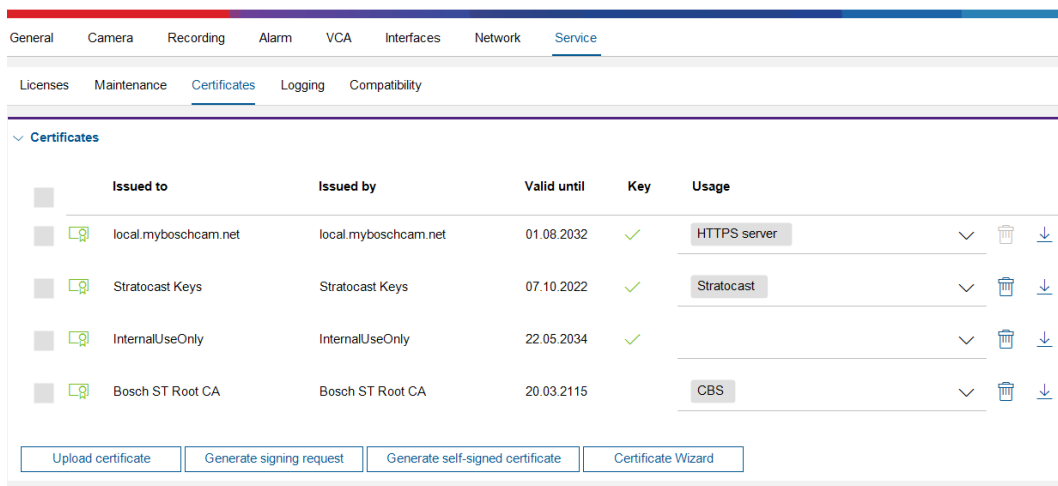 General Camera Recording Alarm VCA Interfaces Network Service
Licenses Maintenance Certificates Logging Compatibility
Certificates
Issued to Issued by Valid until Key Usage
local.myboschcam.net local.myboschcam.net 01.08.2032 HTTPS server
Stratocast Keys Stratocast Keys 07.10.2022 Stratocast
InternalUseOnly InternalUseOnly 22.05.2034
Bosch ST Root CA Bosch ST Root CA 20.03.2115 CBS
Upload certificate Generate signing request Generate self-signed certificate Certificate Wizard